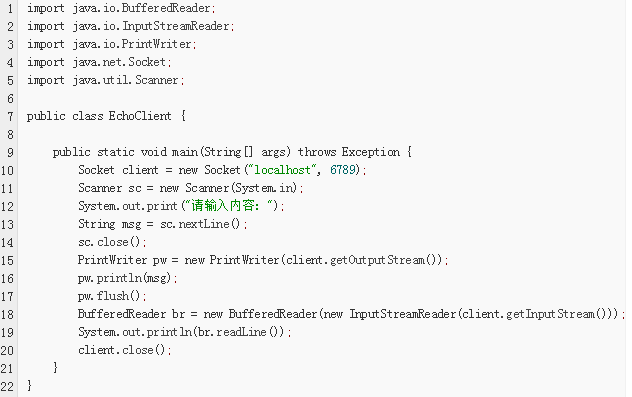 1 import java.io.BufferedReader;
2 import java.io.InputStreamReader;
3 import java.io.PrintWriter;
4 import java.net.Socket;
5 import java.util.Scanner;
6
7 public class EchoClient {
8
9     public static void main(String[] args) throws Exception {
10         Socket client = new Socket("localhost", 6789);
11         Scanner sc = new Scanner(System.in);
12         System.out.print("请输入内容: ");
13         String msg = sc.nextLine();
14         sc.close();
15         PrintWriter pw = new PrintWriter(client.getOutputStream());
16         pw.println(msg);
17         pw.flush();
18         BufferedReader br = new BufferedReader(new InputStreamReader(client.getInputStream()));
19         System.out.println(br.readLine());
20         client.close();
21     }
22 }